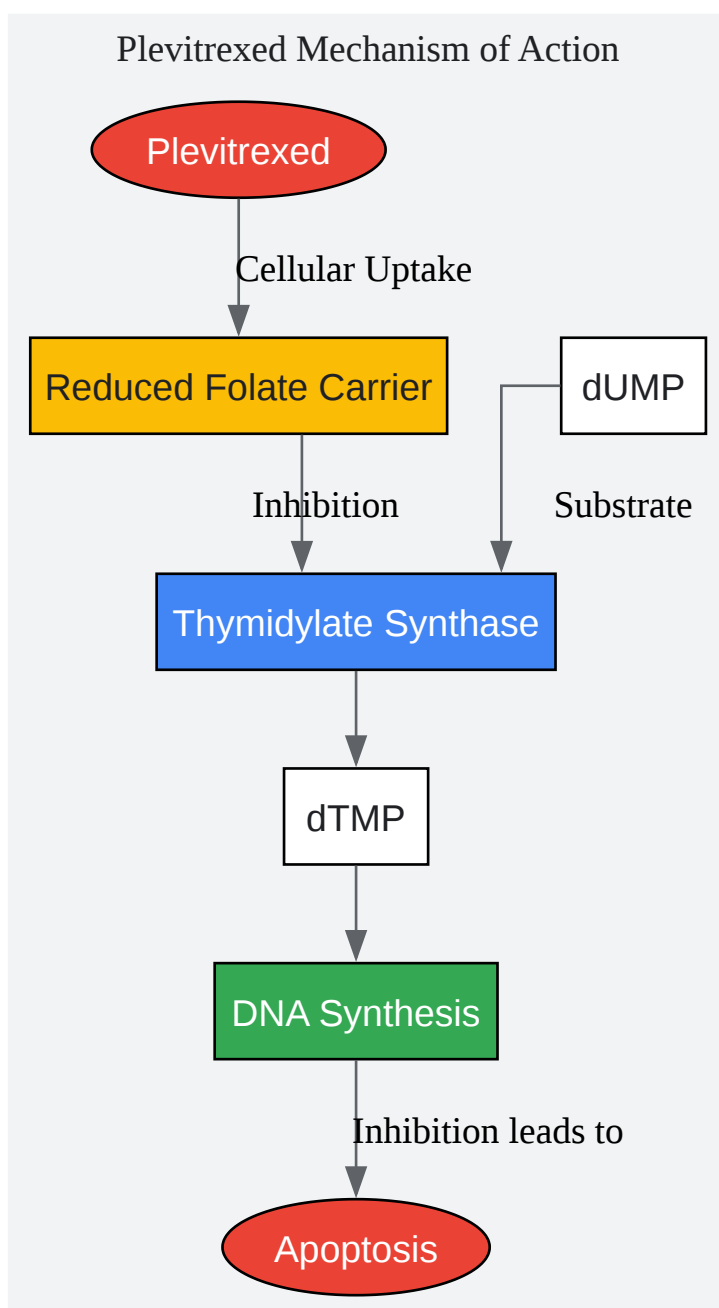 Plevitrexed Mechanism of Action
Plevitrexed
Cellular Uptake
Reduced Folate Carrier
dUMP
Inhibition
Substrate
Thymidylate Synthase
dTMP
DNA Synthesis
Inhibition leads to
Apoptosis